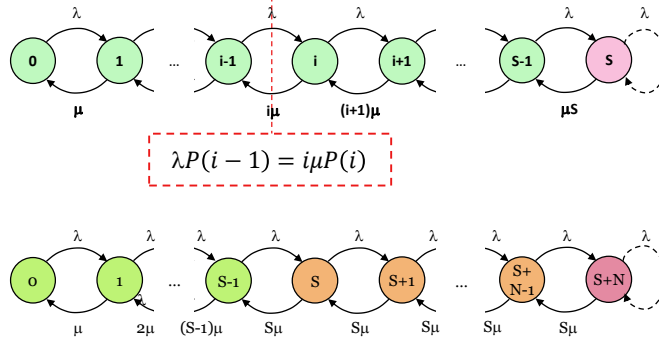 λ λ λ λ λ λ λ
0 1 ... i-1 i i+1 ... S-1 S
μ iμ (i+1)μ μS
λP(i − 1) = iμP(i)
λ λ λ λ λ λ λ λ λ
0 1 ... S-1 S S+1 ... S+ N-1 S+N
λ
μ 2μ (S-1)μ Sμ Sμ Sμ Sμ Sμ